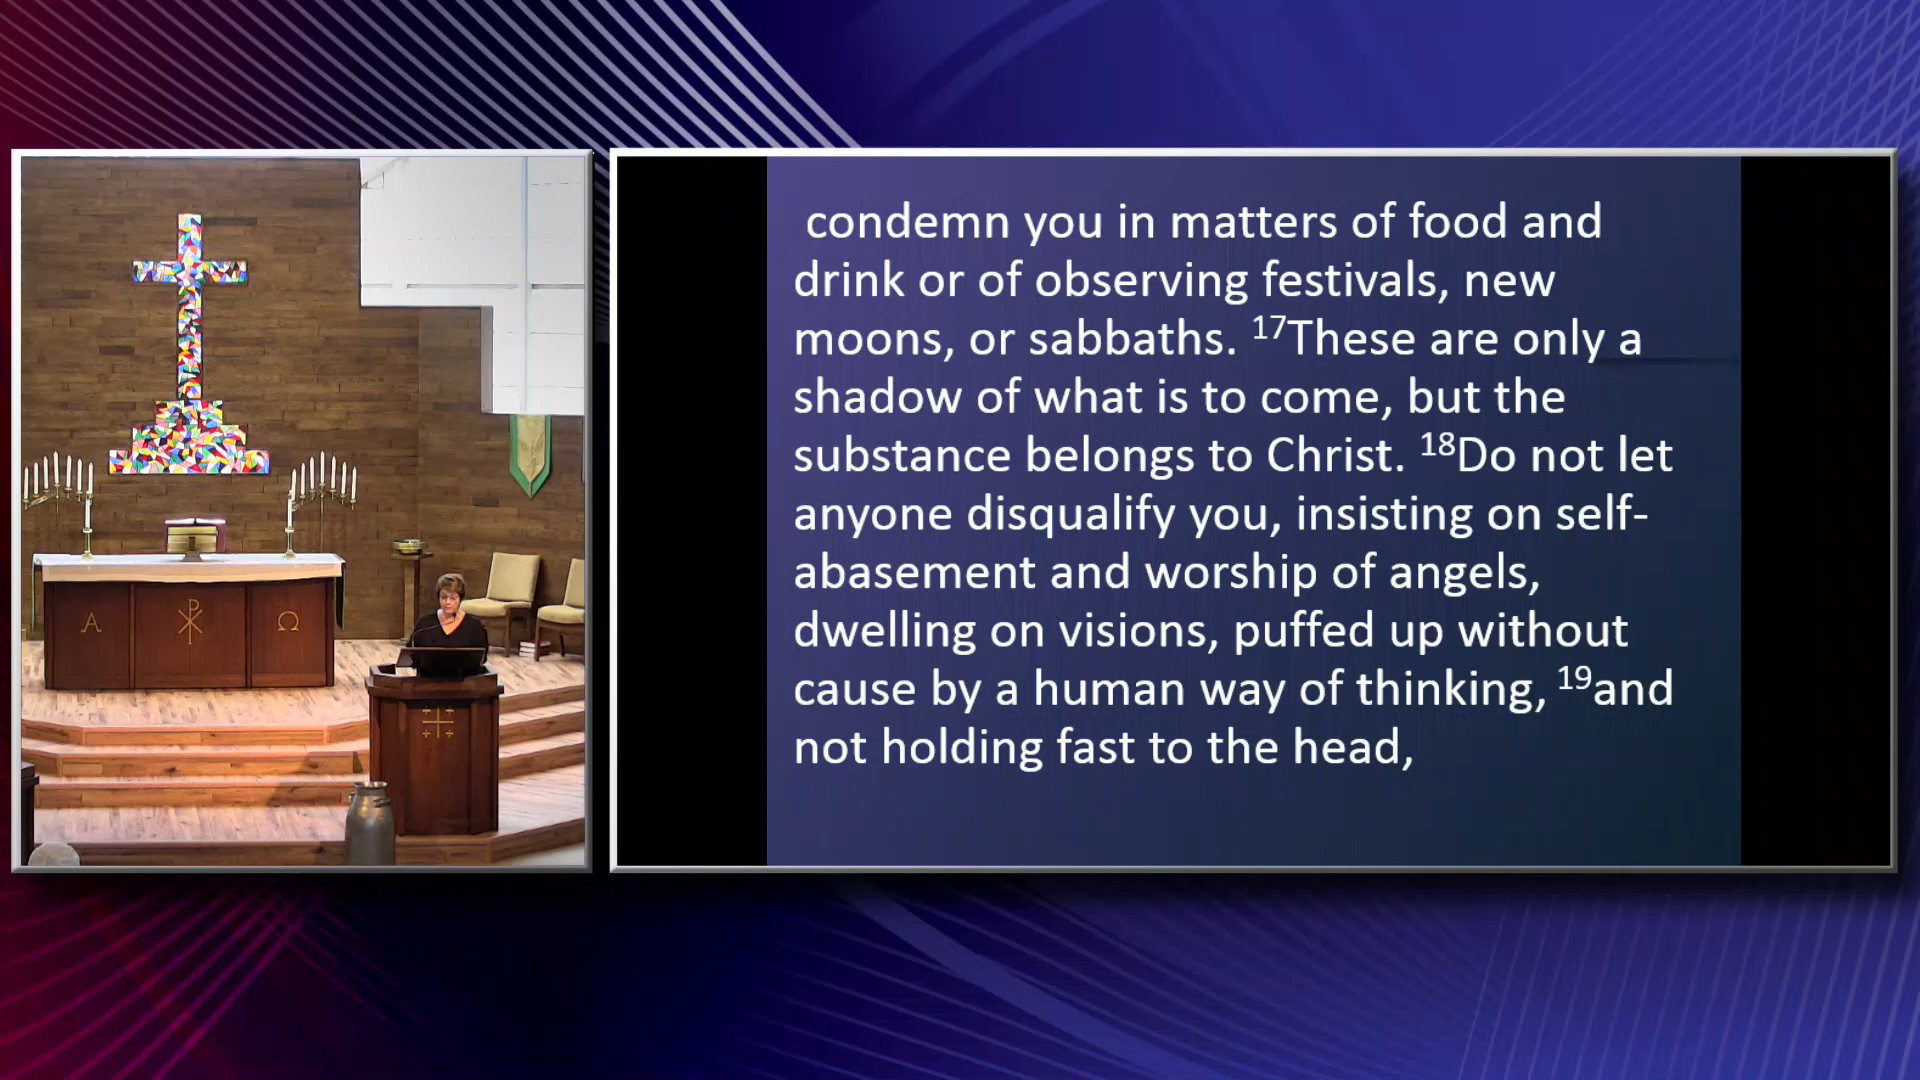 condemn you in matters of food and
drink or of observing festivals, new
moons, or sabbaths. 17These are only a
shadow of what is to come, but the
substance belongs to Christ. 18Do not let
anyone disqualify you, insisting on self-
abasement and worship of angels,
dwelling on visions, puffed up without
cause by a human way of thinking, 19and
not holding fast to the head,
Α ☧ Ω